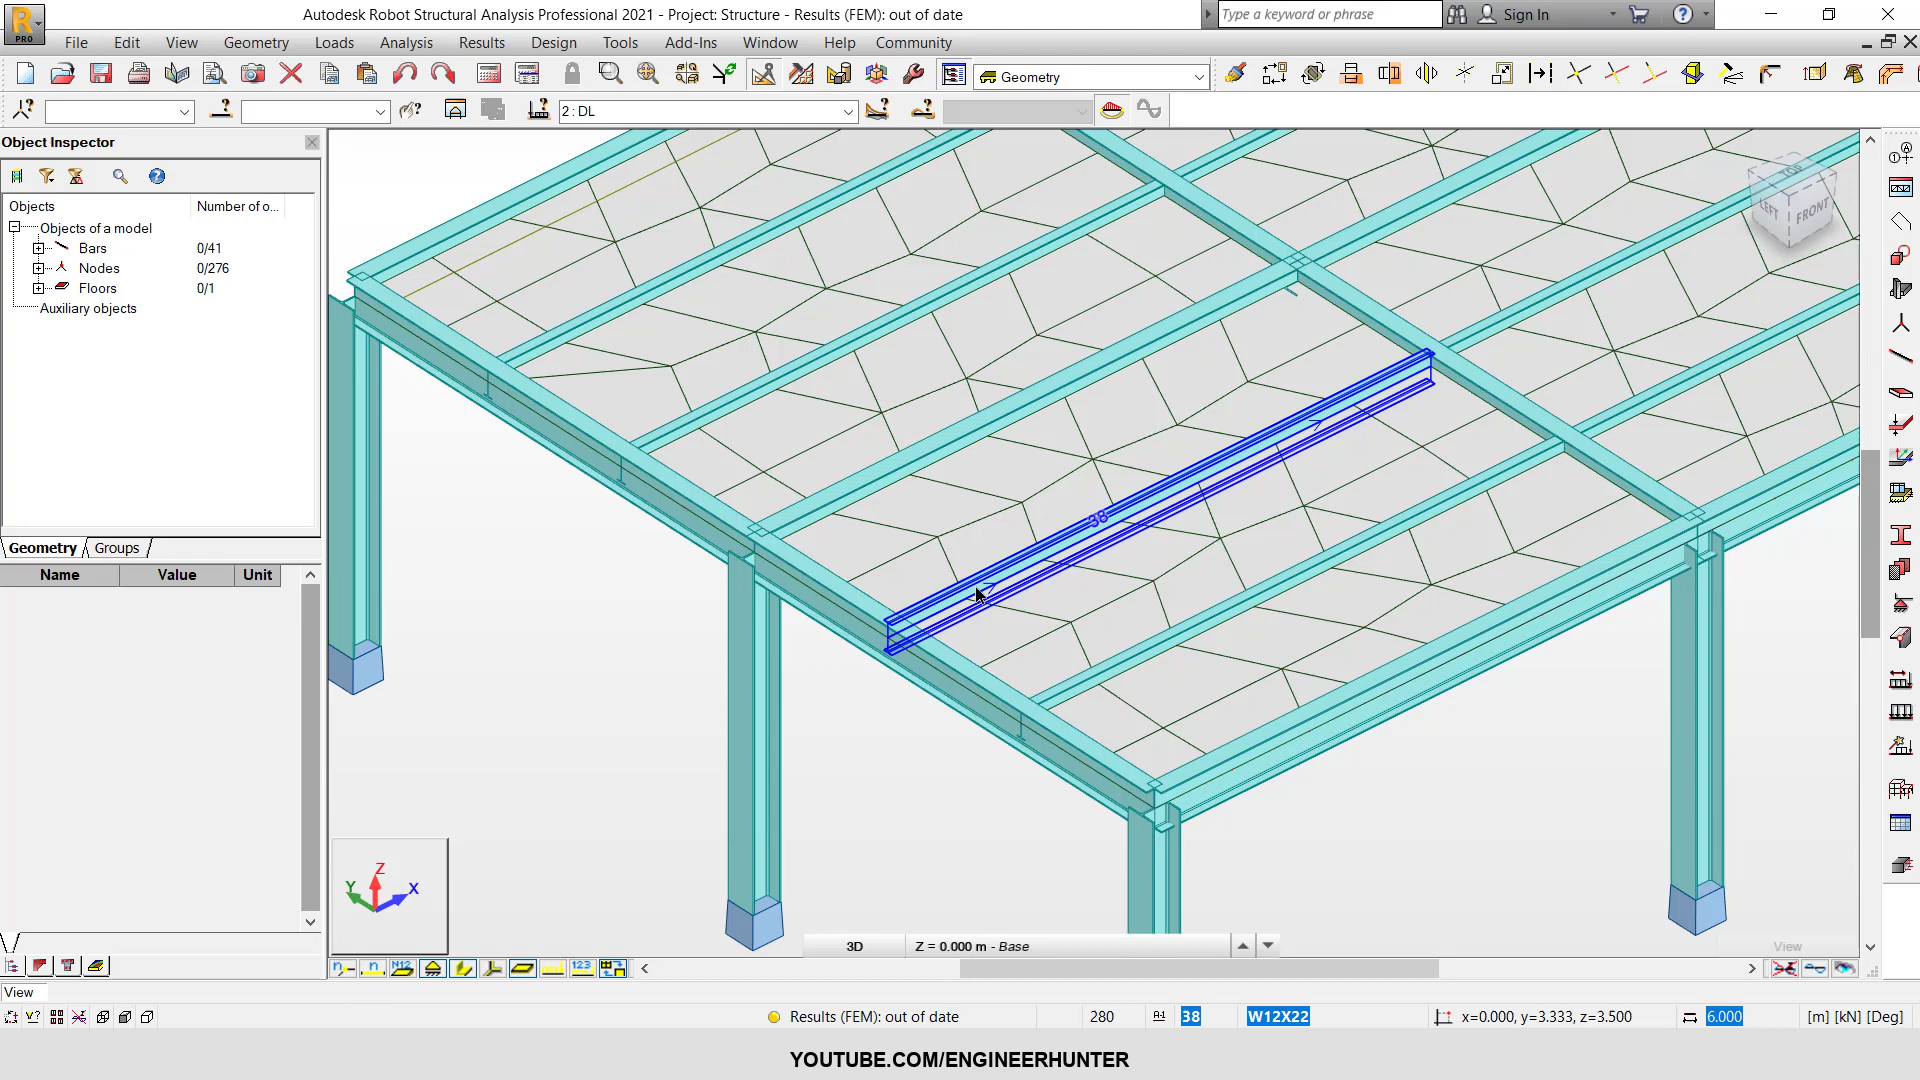 R
PRO
Autodesk Robot Structural Analysis Professional 2021 - Project: Structure - Results (FEM): out of date
Type a keyword or phrase
Sign In
File Edit View Geometry Loads Analysis Results Design Tools Add-Ins Window Help Community
Geometry
2 : DL
Object Inspector
Objects Number of o...
Objects of a model
Bars 0/41
Nodes 0/276
Floors 0/1
Auxiliary objects
Geometry Groups
Name Value Unit
TOP
LEFT FRONT
38
Z
Y X
3D Z = 0.000 m - Base
View
View
Results (FEM): out of date 280 38 W12X22 x=0.000, y=3.333, z=3.500 6.000 [m] [kN] [Deg]
YOUTUBE.COM/ENGINEERHUNTER